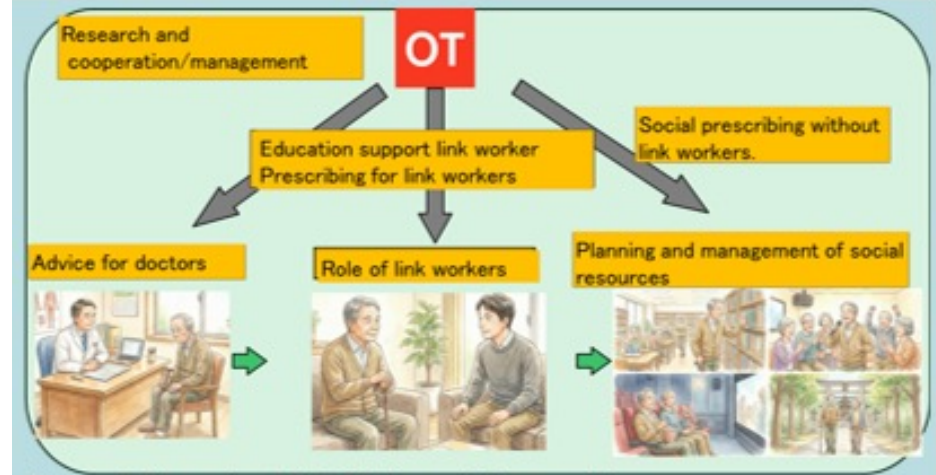 Research and
cooperation/management
OT
Education support link worker
Prescribing for link workers
Social prescribing without
link workers.
Advice for doctors
Role of link workers
Planning and management of social
resources